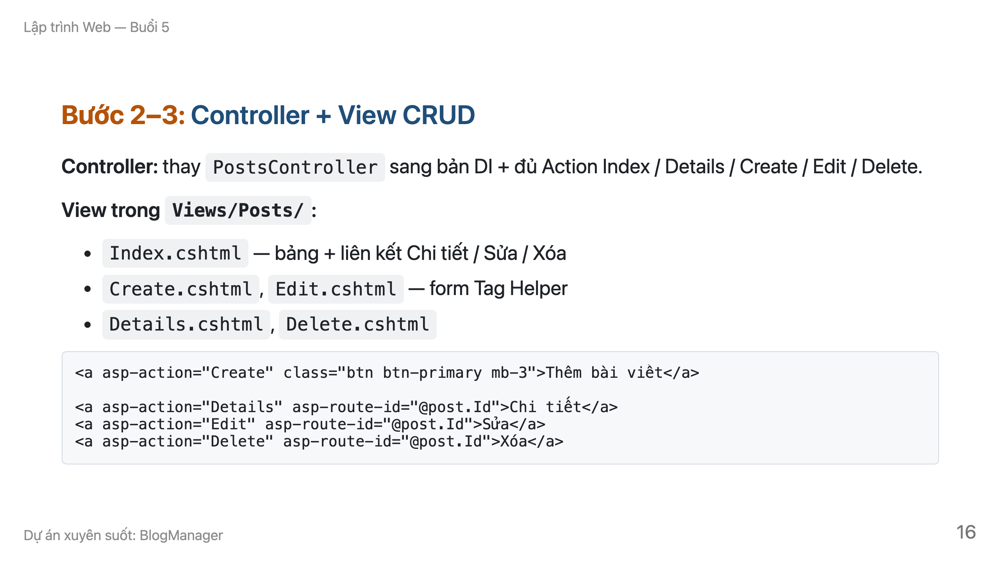 Lập trình Web — Buổi 5
Bước 2–3: Controller + View CRUD
Controller: thay PostsController sang bản DI + đủ Action Index / Details / Create / Edit / Delete.
View trong Views/Posts/ :
• Index.cshtml — bảng + liên kết Chi tiết / Sửa / Xóa
• Create.cshtml , Edit.cshtml — form Tag Helper
• Details.cshtml , Delete.cshtml
<a asp-action="Create" class="btn btn-primary mb-3">Thêm bài viết</a>
<a asp-action="Details" asp-route-id="@post.Id">Chi tiết</a>
<a asp-action="Edit" asp-route-id="@post.Id">Sửa</a>
<a asp-action="Delete" asp-route-id="@post.Id">Xóa</a>
Dự án xuyên suốt: BlogManager
16